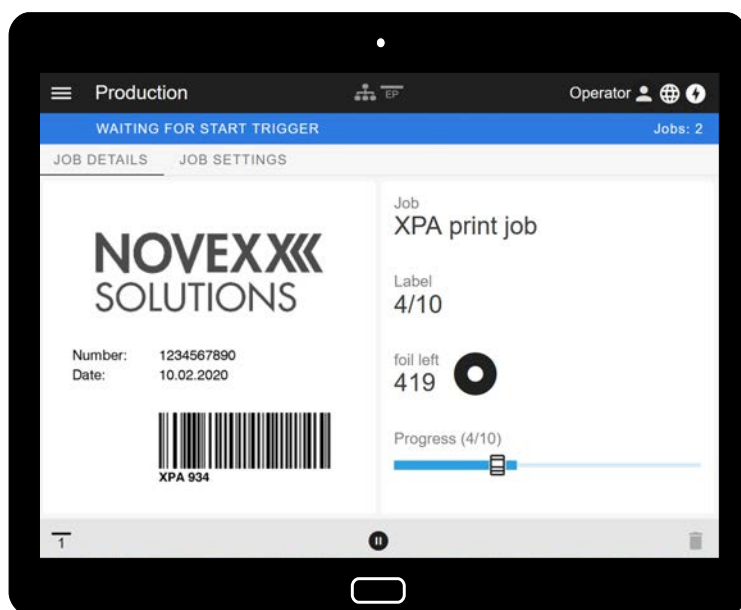 Production
EP
Operator
WAITING FOR START TRIGGER
Jobs: 2
JOB DETAILS
JOB SETTINGS
NOVEXX
SOLUTIONS
Number: 1234567890
Date: 10.02.2020
XPA 934
Job
XPA print job
Label
4/10
foil left
419
Progress (4/10)
1